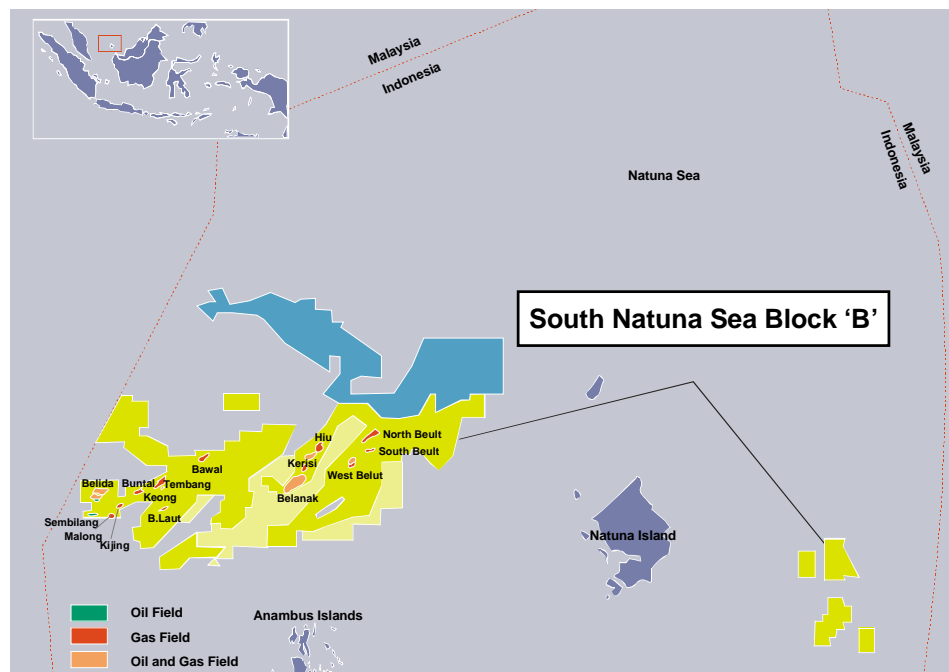 Malaysia
Indonesia
Malaysia
Indonesia
Natuna Sea
South Natuna Sea Block ‘B’
Hiu
North Beult
South Beult
Kerisi
West Belut
Bawal
Belida
Buntal
Tembang
Keong
Belanak
B.Laut
Sembilang
Malong
Kijing
Natuna Island
Anambus Islands
Oil Field
Gas Field
Oil and Gas Field